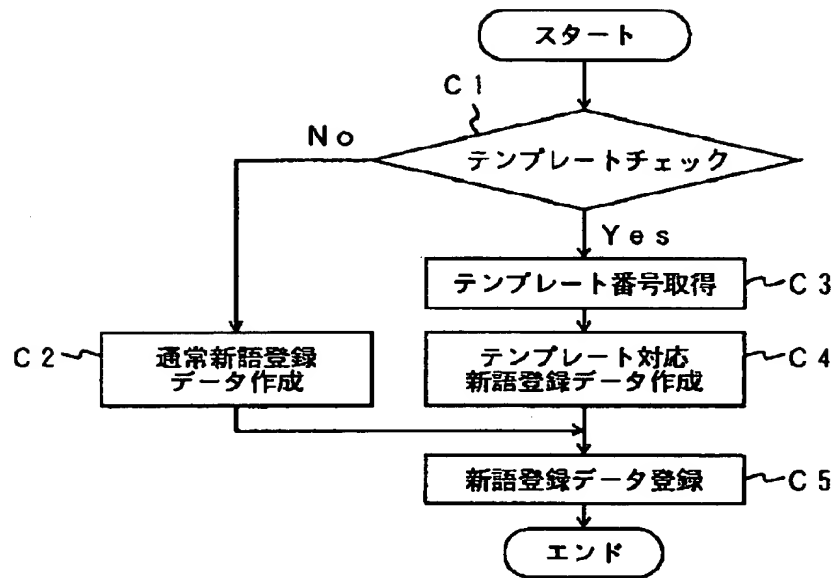 スタート
C1
No
テンプレートチェック
Yes
テンプレート番号取得
C3
C2
通常新語登録
データ作成
テンプレート対応
新語登録データ作成
C4
新語登録データ登録
C5
エンド